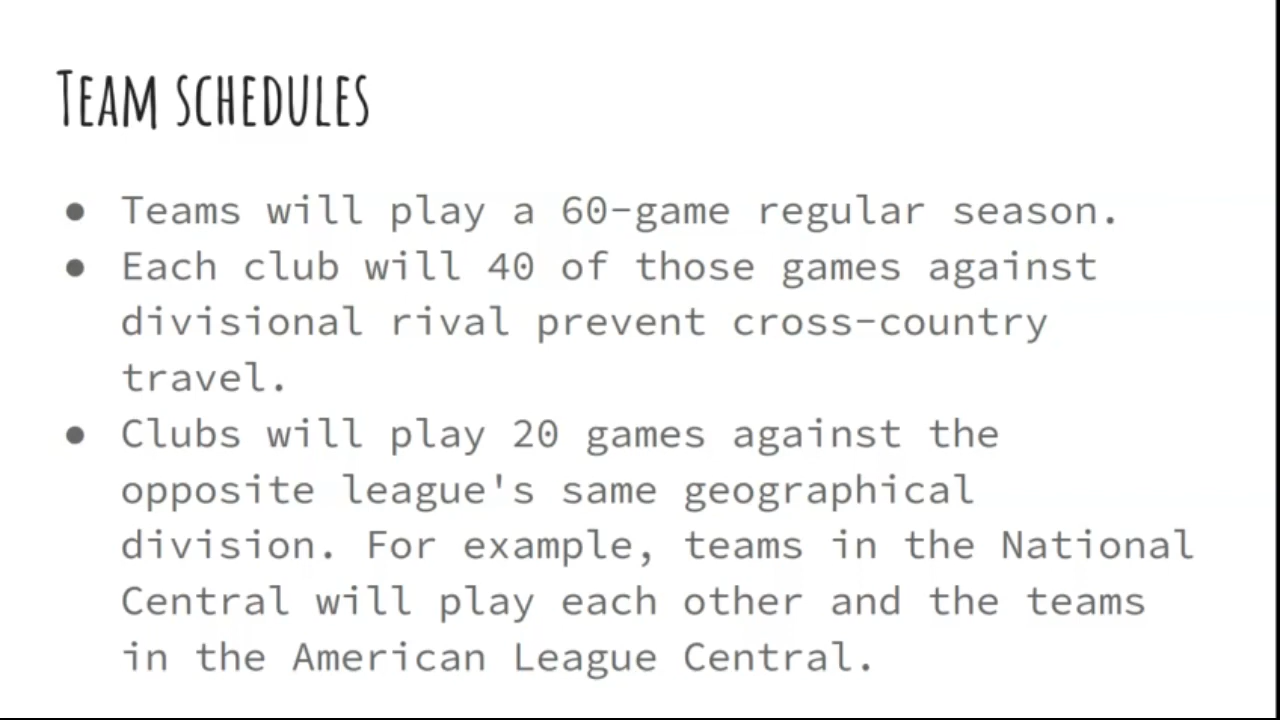 Team schedules
● Teams will play a 60-game regular season.
● Each club will 40 of those games against
divisional rival prevent cross-country
travel.
● Clubs will play 20 games against the
opposite league's same geographical
division. For example, teams in the National
Central will play each other and the teams
in the American League Central.